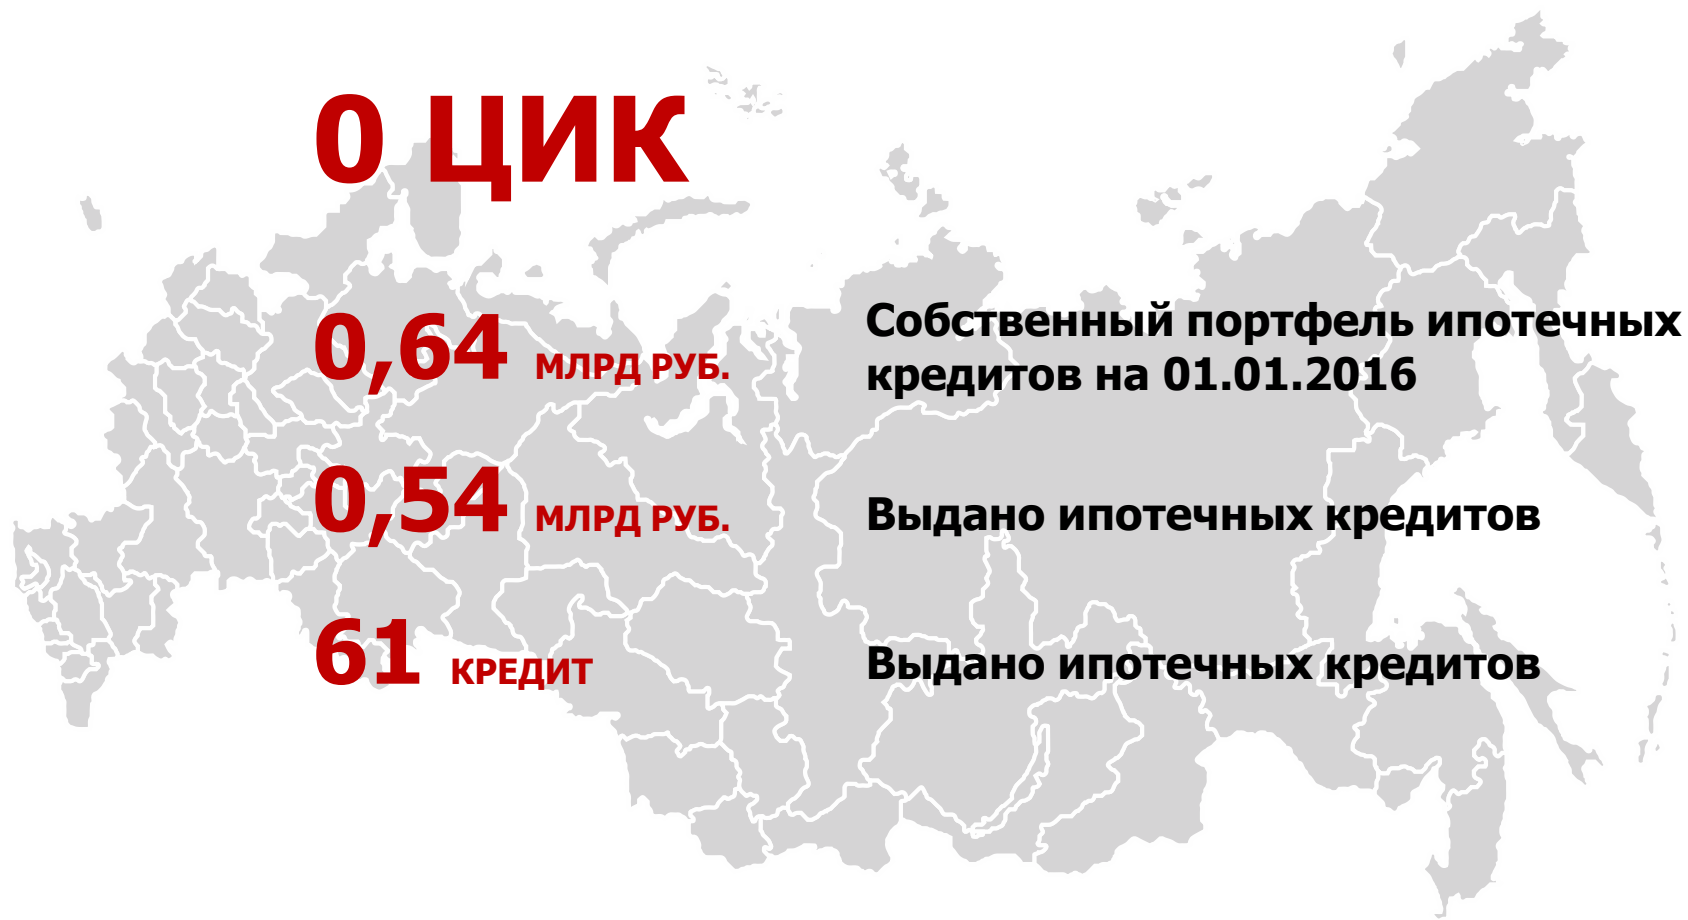 0 ЦИК
0,64 МЛРД РУБ.
Собственный портфель ипотечных
кредитов на 01.01.2016
0,54 МЛРД РУБ.
Выдано ипотечных кредитов
61 КРЕДИТ
Выдано ипотечных кредитов